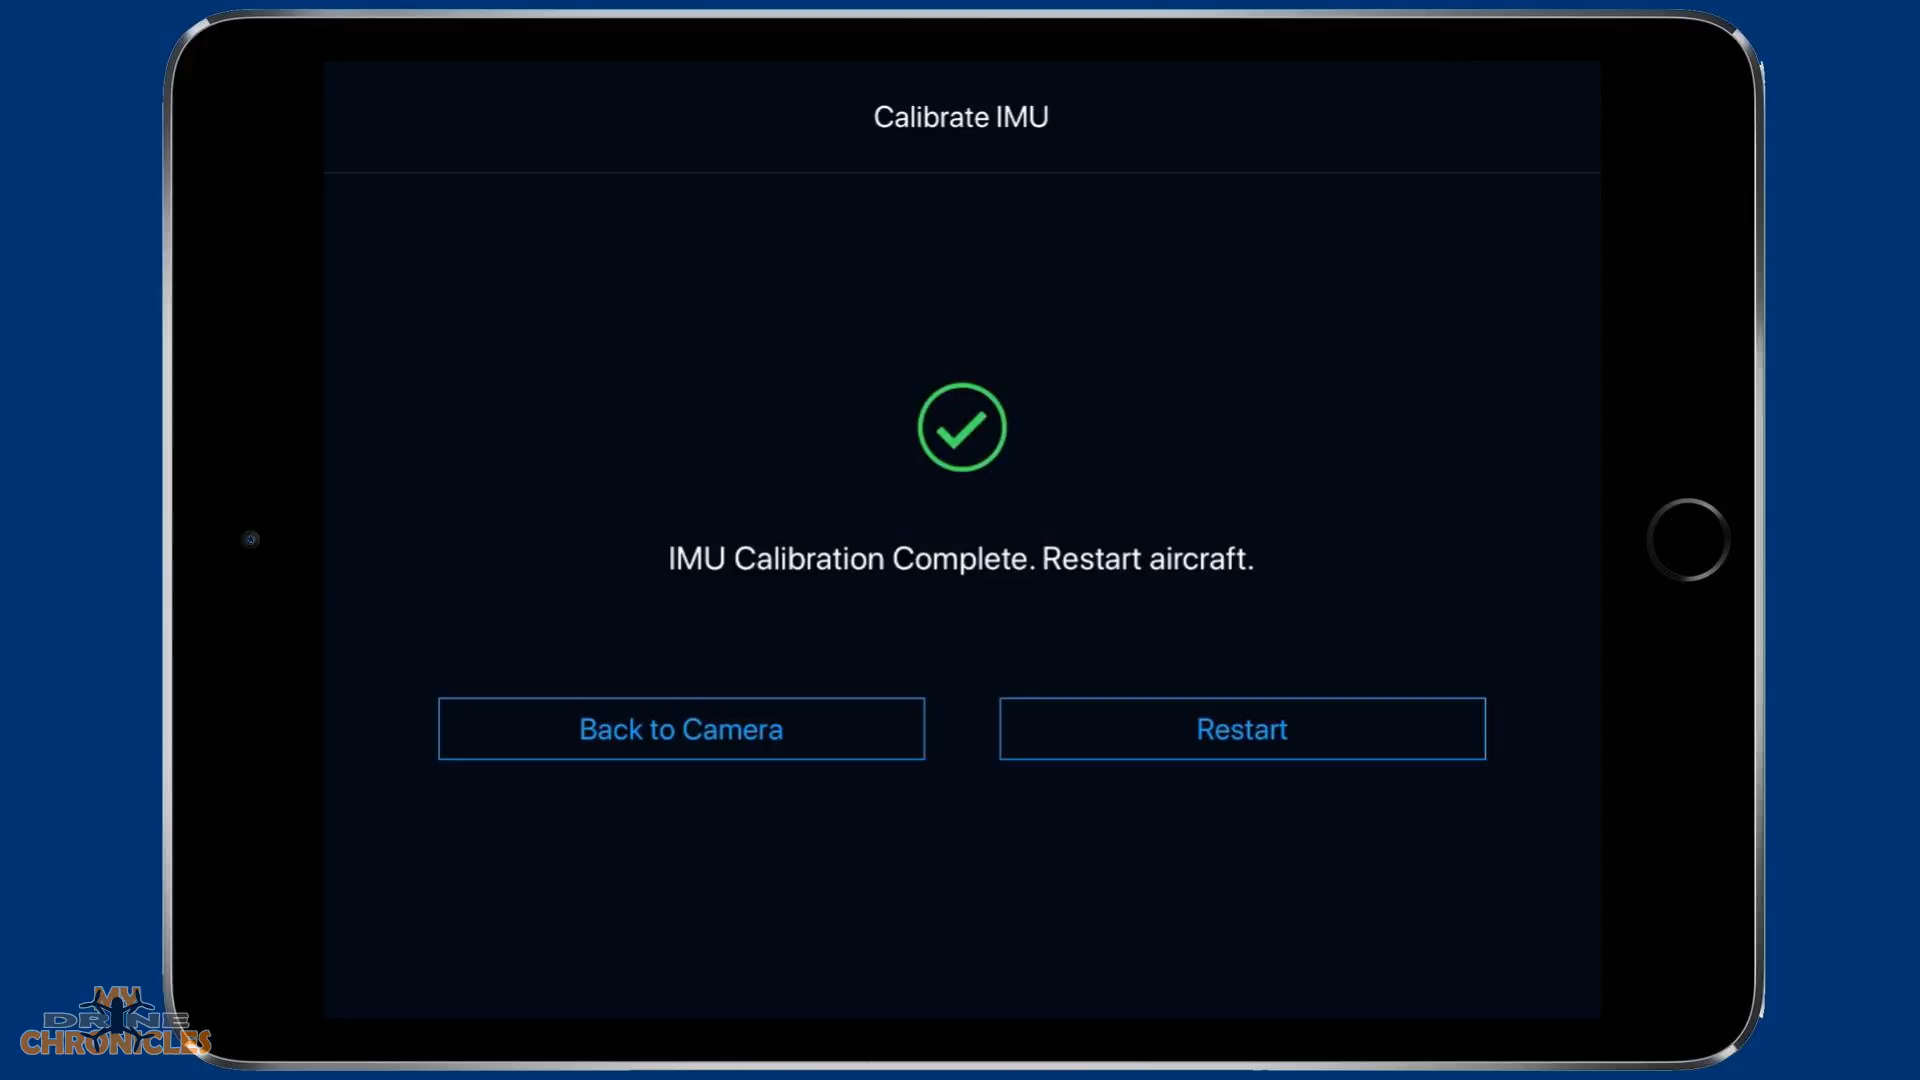 Calibrate IMU
IMU Calibration Complete. Restart aircraft.
Back to Camera
Restart
MY
DRONE
CHRONICLES